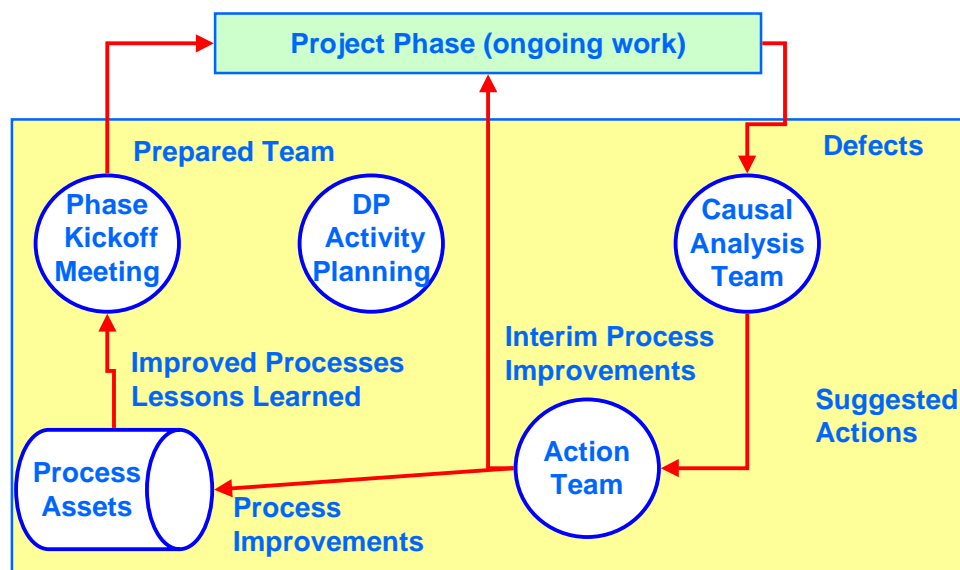 Project Phase (ongoing work)
Prepared Team
Defects
Phase
Kickoff
Meeting
DP
Activity
Planning
Causal
Analysis
Team
Improved Processes
Lessons Learned
Interim Process
Improvements
Suggested
Actions
Process
Assets
Action
Team
Process
Improvements